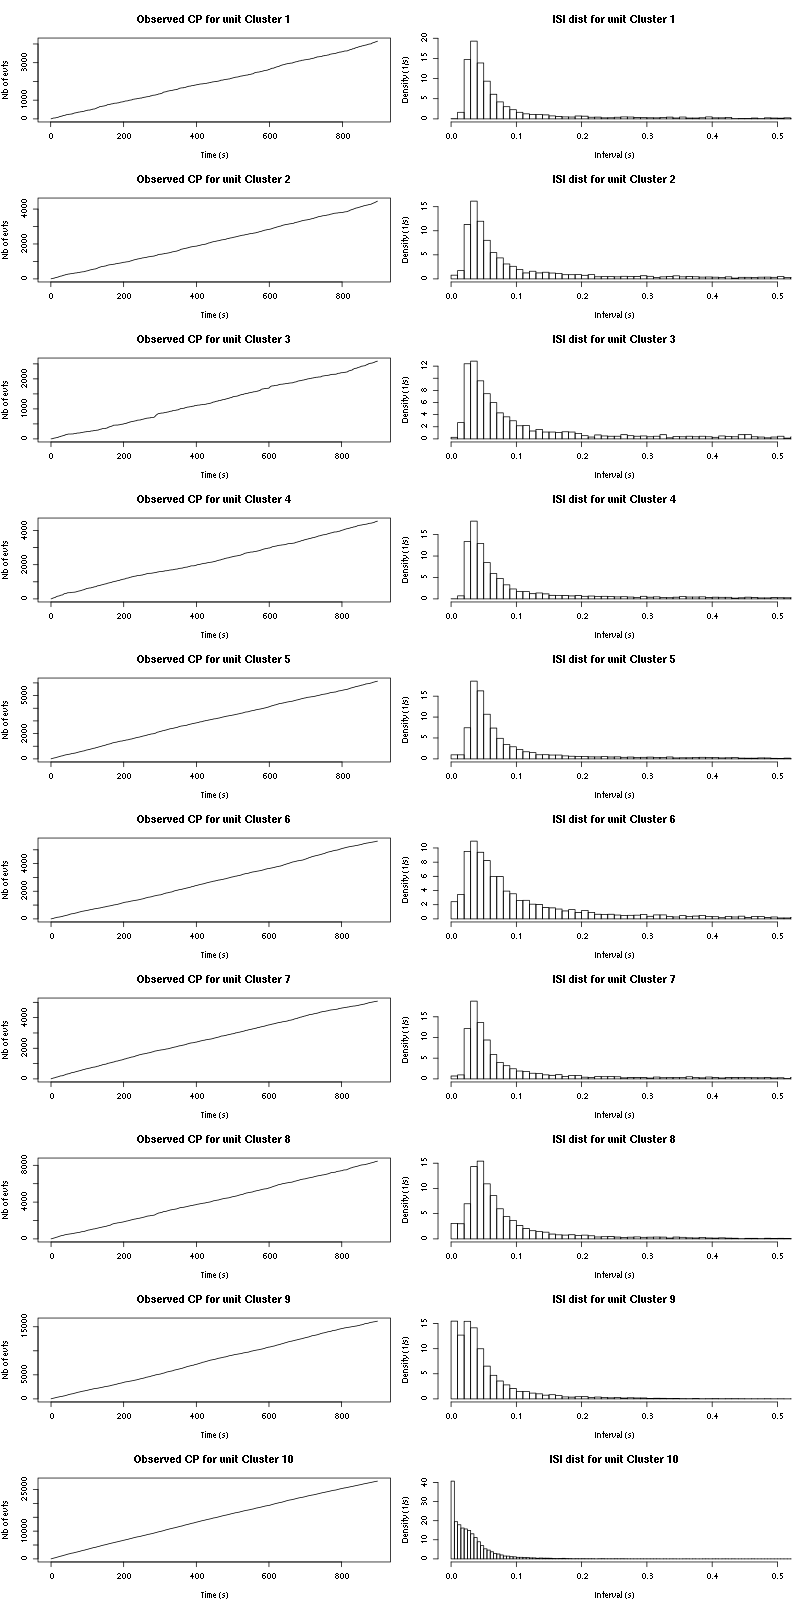 Observed CP for unit Cluster 1
Nb of evts
0 1000 3000
0 200 400 600 800
Time (s)
ISI dist for unit Cluster 1
Density (1/s)
0 5 10 15 20
0.0 0.1 0.2 0.3 0.4 0.5
Interval (s)
Observed CP for unit Cluster 2
Nb of evts
0 2000 4000
0 200 400 600 800
Time (s)
ISI dist for unit Cluster 2
Density (1/s)
0 5 10 15
0.0 0.1 0.2 0.3 0.4 0.5
Interval (s)
Observed CP for unit Cluster 3
Nb of evts
0 1000 2000
0 200 400 600 800
Time (s)
ISI dist for unit Cluster 3
Density (1/s)
0 2 4 6 8 12
0.0 0.1 0.2 0.3 0.4 0.5
Interval (s)
Observed CP for unit Cluster 4
Nb of evts
0 2000 4000
0 200 400 600 800
Time (s)
ISI dist for unit Cluster 4
Density (1/s)
0 5 10 15
0.0 0.1 0.2 0.3 0.4 0.5
Interval (s)
Observed CP for unit Cluster 5
Nb of evts
0 2000 5000
0 200 400 600 800
Time (s)
ISI dist for unit Cluster 5
Density (1/s)
0 5 10 15
0.0 0.1 0.2 0.3 0.4 0.5
Interval (s)
Observed CP for unit Cluster 6
Nb of evts
0 2000 4000
0 200 400 600 800
Time (s)
ISI dist for unit Cluster 6
Density (1/s)
0 2 4 6 8 10
0.0 0.1 0.2 0.3 0.4 0.5
Interval (s)
Observed CP for unit Cluster 7
Nb of evts
0 2000 5000
0 200 400 600 800
Time (s)
ISI dist for unit Cluster 7
Density (1/s)
0 5 10 15
0.0 0.1 0.2 0.3 0.4 0.5
Interval (s)
Observed CP for unit Cluster 8
Nb of evts
0 4000 8000
0 200 400 600 800
Time (s)
ISI dist for unit Cluster 8
Density (1/s)
0 5 10 15
0.0 0.1 0.2 0.3 0.4 0.5
Interval (s)
Observed CP for unit Cluster 9
Nb of evts
0 5000 15000
0 200 400 600 800
Time (s)
ISI dist for unit Cluster 9
Density (1/s)
0 5 10 15
0.0 0.1 0.2 0.3 0.4 0.5
Interval (s)
Observed CP for unit Cluster 10
Nb of evts
0 10000 25000
0 200 400 600 800
Time (s)
ISI dist for unit Cluster 10
Density (1/s)
0 10 20 30 40
0.0 0.1 0.2 0.3 0.4 0.5
Interval (s)